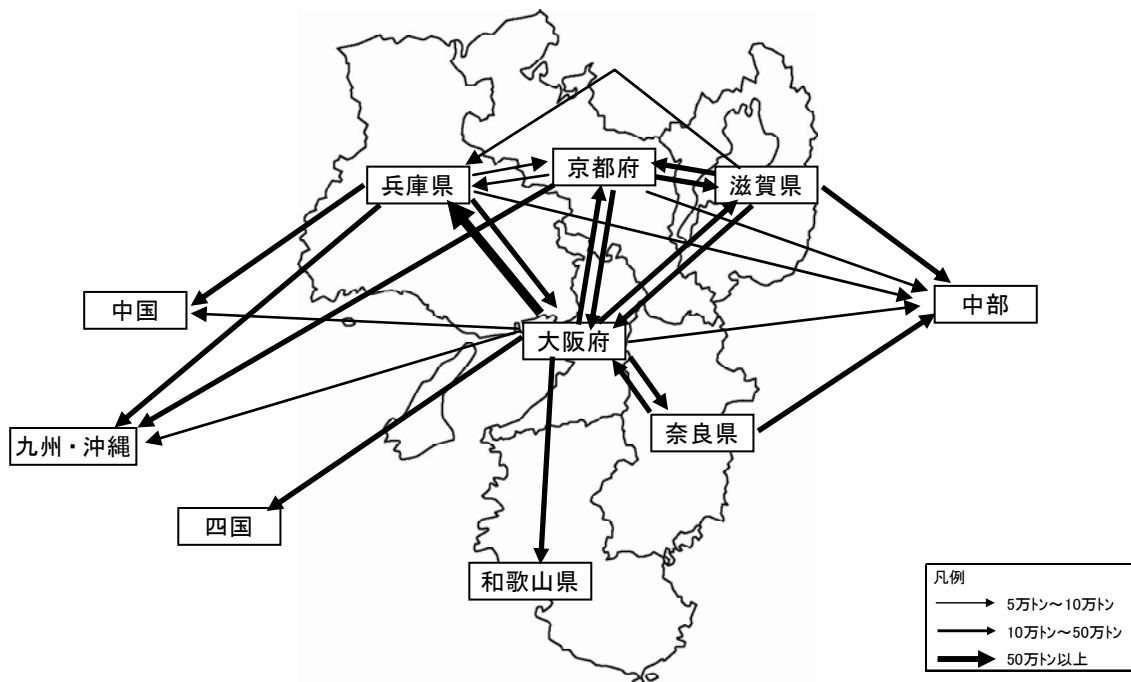 京都府
兵庫県
滋賀県
中国
中部
大阪府
九州・沖縄
奈良県
四国
和歌山県
凡例
5万トン～10万トン
10万トン～50万トン
50万トン以上